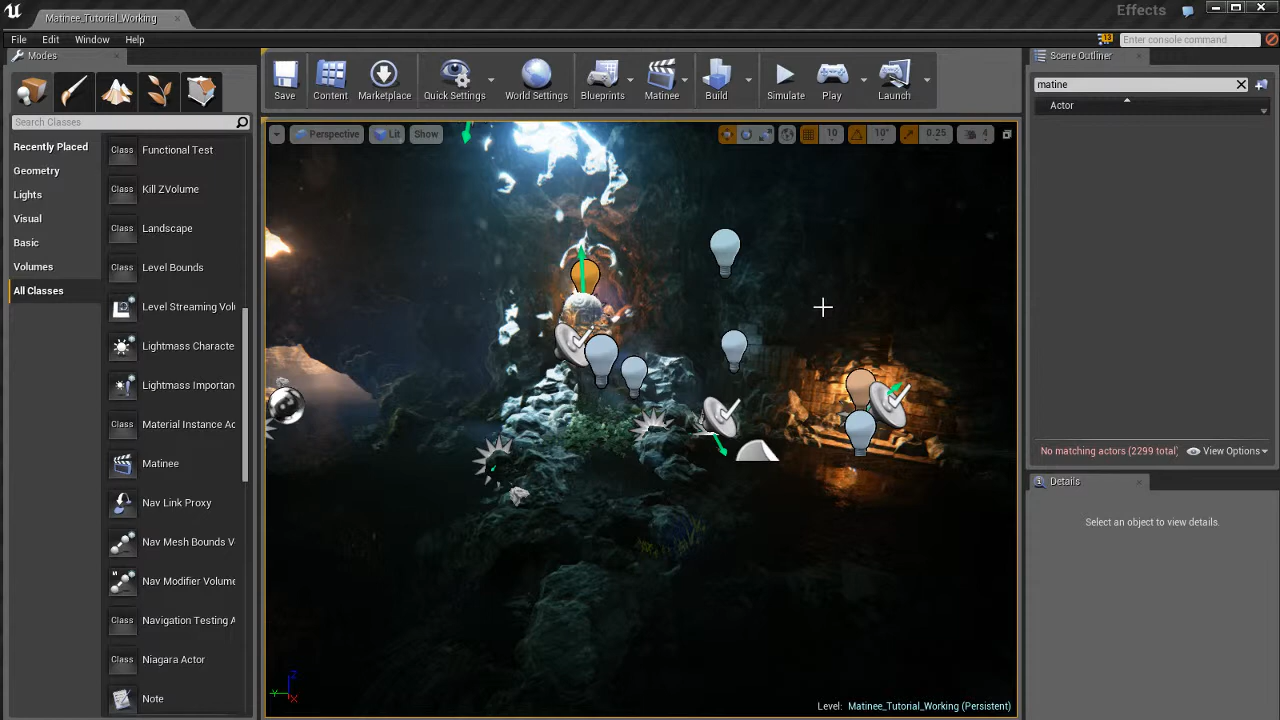 Matinee_Tutorial_Working
Effects
File Edit Window Help
13
Enter console command
Modes
Search Classes
Recently Placed
Geometry
Lights
Visual
Basic
Volumes
All Classes
Class Functional Test
Class Kill ZVolume
Class Landscape
Class Level Bounds
Level Streaming Vol
Lightmass Characte
Lightmass Importan
Class Material Instance Ac
Matinee
Nav Link Proxy
Nav Mesh Bounds V
Nav Modifier Volume
Class Navigation Testing A
Class Niagara Actor
Note
Save Content Marketplace Quick Settings World Settings Blueprints Matinee Build Simulate Play Launch
Perspective Lit Show 10 10° 0.25 4
Z
Y
X
Level: Matinee_Tutorial_Working (Persistent)
Scene Outliner
matine
Actor
No matching actors (2299 total) View Options
Details
Select an object to view details.